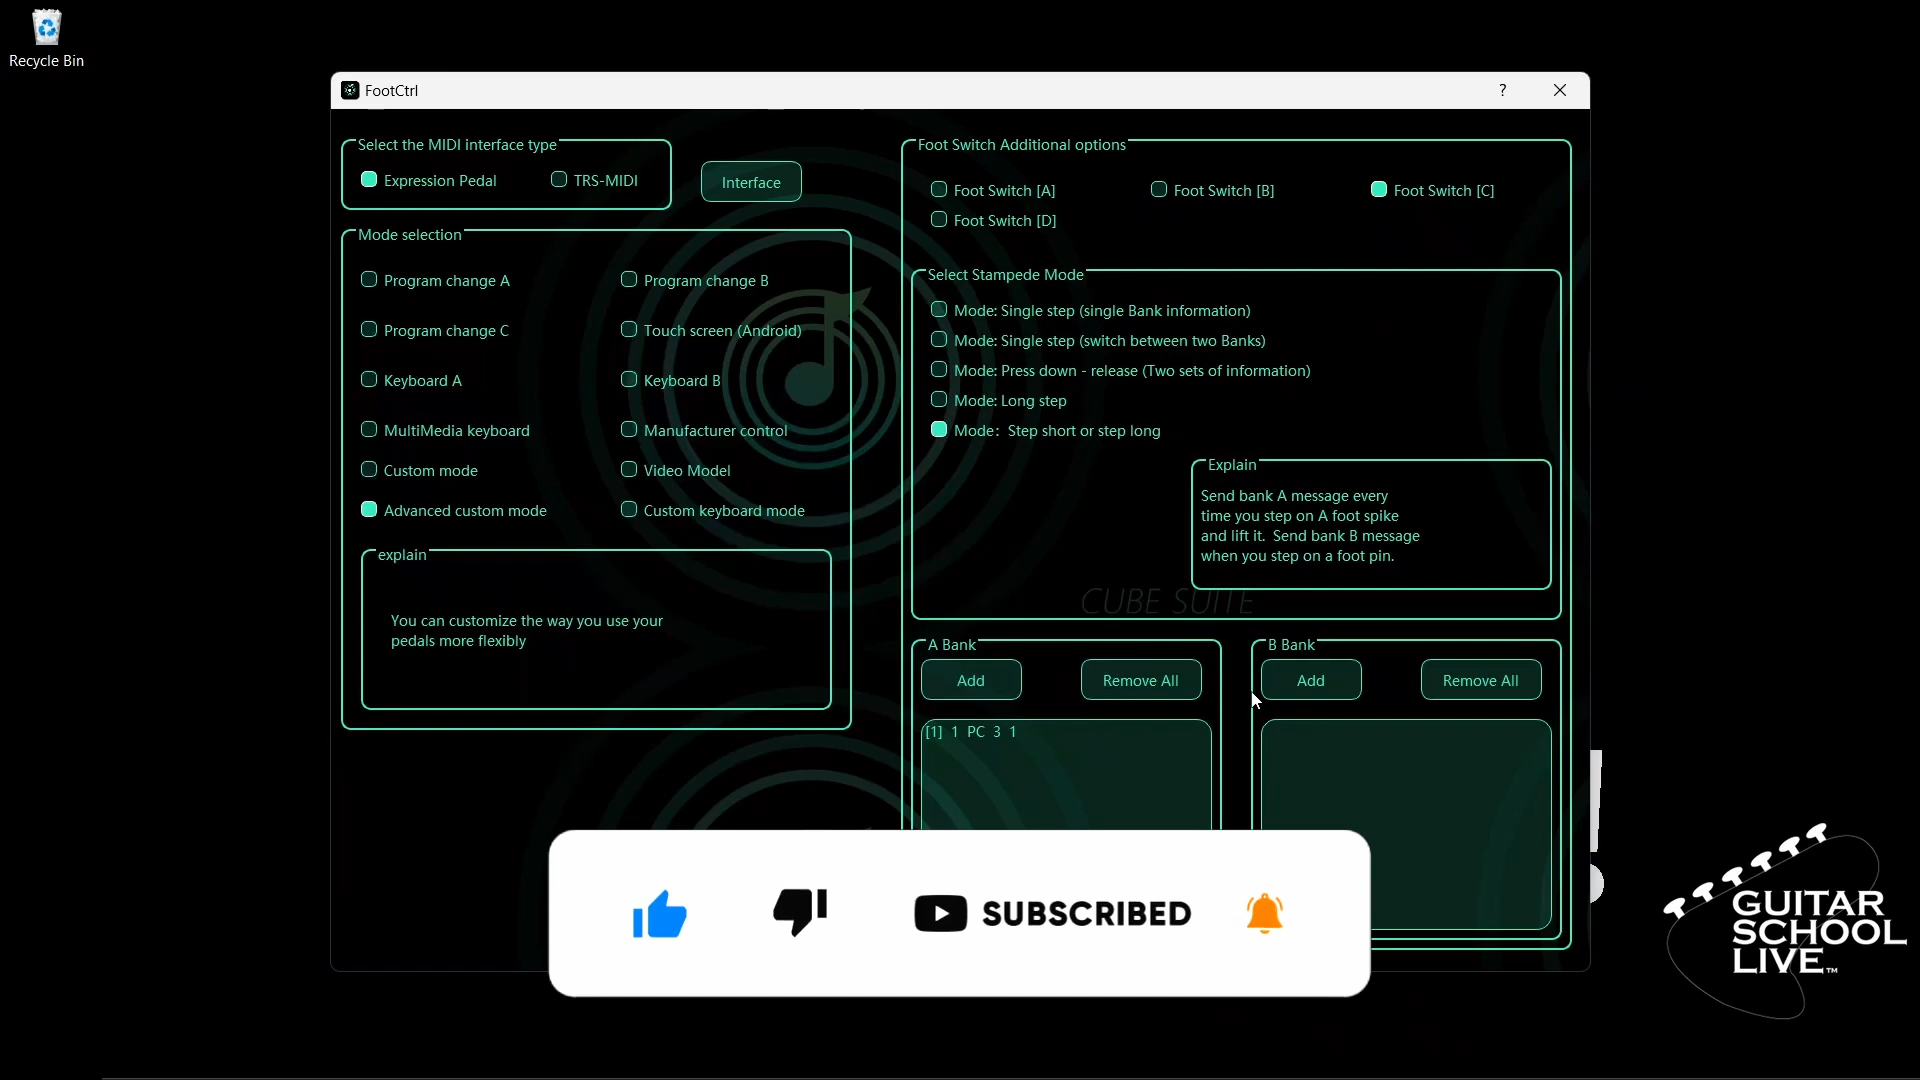 Recycle Bin
FootCtrl
?
Select the MIDI interface type
Expression Pedal
TRS-MIDI
Interface
Mode selection
Program change A
Program change B
Program change C
Touch screen (Android)
Keyboard A
Keyboard B
MultiMedia keyboard
Manufacturer control
Custom mode
Video Model
Advanced custom mode
Custom keyboard mode
explain
You can customize the way you use your
pedals more flexibly
Foot Switch Additional options
Foot Switch [A]
Foot Switch [B]
Foot Switch [C]
Foot Switch [D]
Select Stampede Mode
Mode: Single step (single Bank information)
Mode: Single step (switch between two Banks)
Mode: Press down - release (Two sets of information)
Mode: Long step
Mode: Step short or step long
Explain
Send bank A message every
time you step on A foot spike
and lift it. Send bank B message
when you step on a foot pin.
CUBE SUITE
A Bank
Add
Remove All
[1] 1 PC 3 1
B Bank
Add
Remove All
SUBSCRIBED
!
GUITAR
SCHOOL
LIVE™